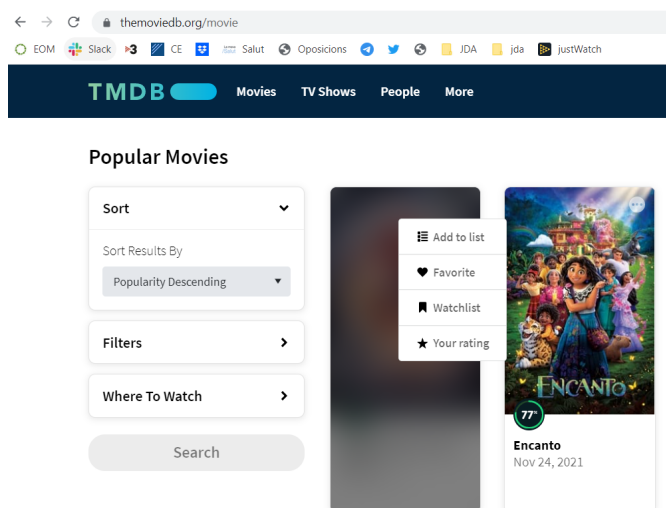 themoviedb.org/movie
EOM Slack CE Salut Oposicions JDA jda justWatch
TMDB Movies TV Shows People More
Popular Movies
Sort
Sort Results By
Popularity Descending
Filters
Where To Watch
Search
Add to list
Favorite
Watchlist
Your rating
ENCANTO
77%
Encanto
Nov 24, 2021